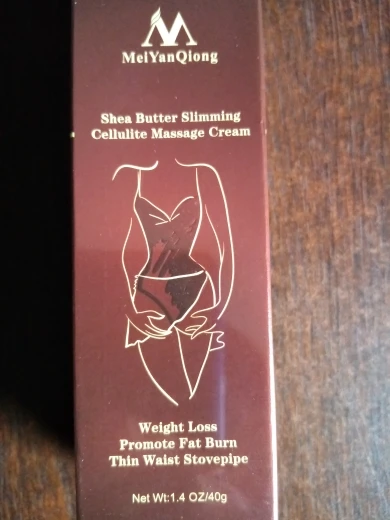 MeiYanQiong
Shea Butter Slimming
Cellulite Massage Cream
Weight Loss
Promote Fat Burn
Thin Waist Stovepipe
Net Wt:1.4 OZ/40g